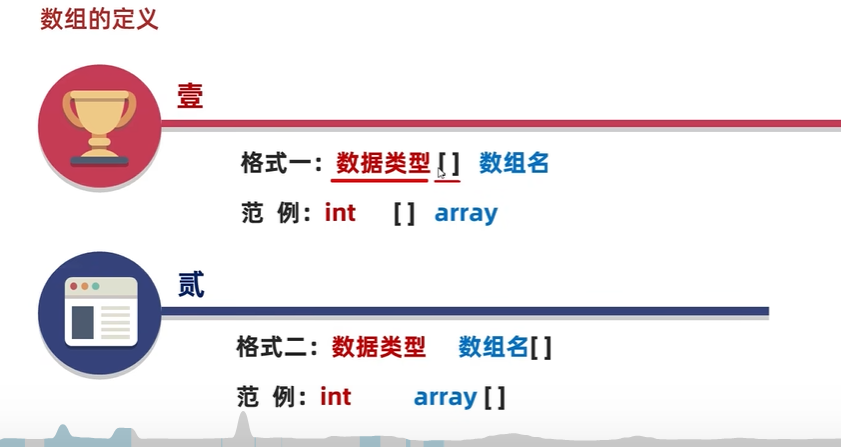 数组的定义
壹
格式一：数据类型 [ ] 数组名
范 例：int [ ] array
贰
格式二：数据类型 数组名[ ]
范 例：int array [ ]